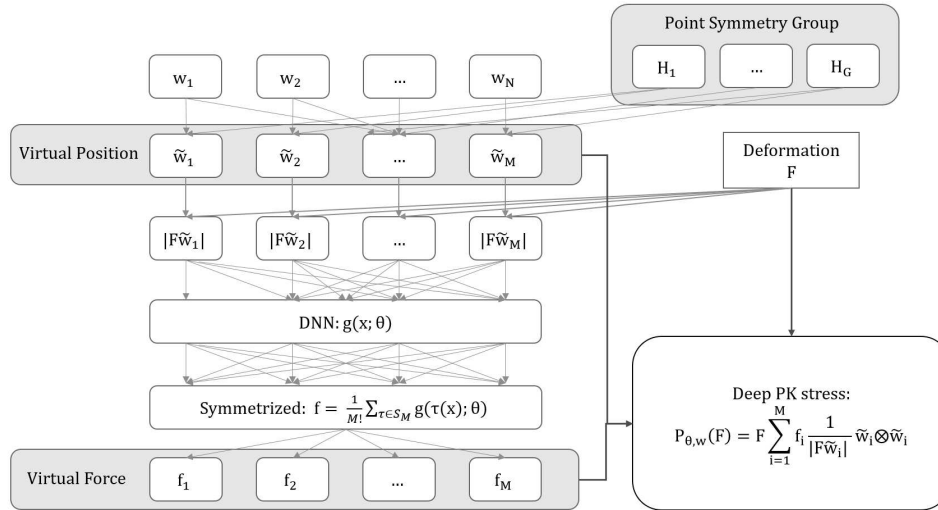 Point Symmetry Group
w₁ w₂ ... w_N
H₁ ... H_G
Virtual Position w̃₁ w̃₂ ... w̃_M
Deformation
F
|Fw̃₁| |Fw̃₂| ... |Fw̃_M|
DNN: g(x; θ)
Symmetrized: f = 1/M! ∑_{τ∈S_M} g(τ(x); θ)
Deep PK stress:
P_{θ,w}(F) = F ∑_{i=1}^{M} f_i 1/|Fw̃_i| w̃_i⊗w̃_i
Virtual Force f₁ f₂ ... f_M